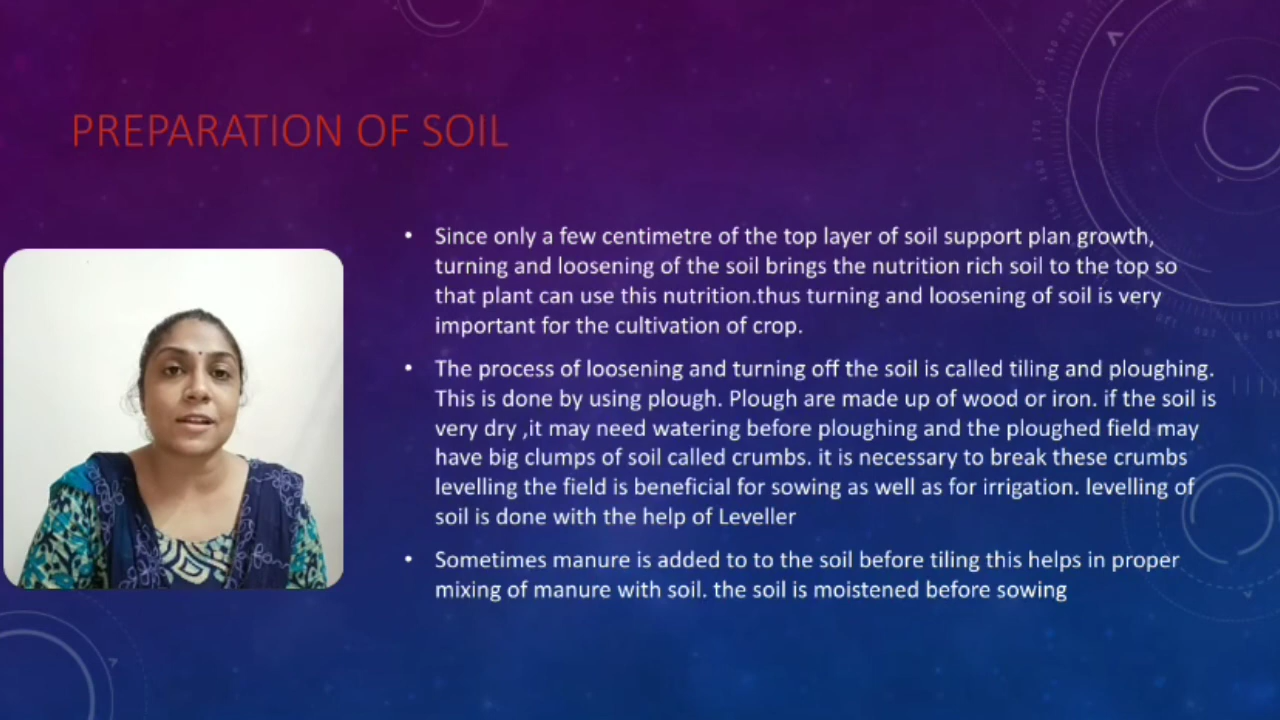 PREPARATION OF SOIL
• Since only a few centimetre of the top layer of soil support plan growth,
turning and loosening of the soil brings the nutrition rich soil to the top so
that plant can use this nutrition.thus turning and loosening of soil is very
important for the cultivation of crop.
• The process of loosening and turning off the soil is called tiling and ploughing.
This is done by using plough. Plough are made up of wood or iron. if the soil is
very dry ,it may need watering before ploughing and the ploughed field may
have big clumps of soil called crumbs. it is necessary to break these crumbs
levelling the field is beneficial for sowing as well as for irrigation. levelling of
soil is done with the help of Leveller
• Sometimes manure is added to to the soil before tiling this helps in proper
mixing of manure with soil. the soil is moistened before sowing